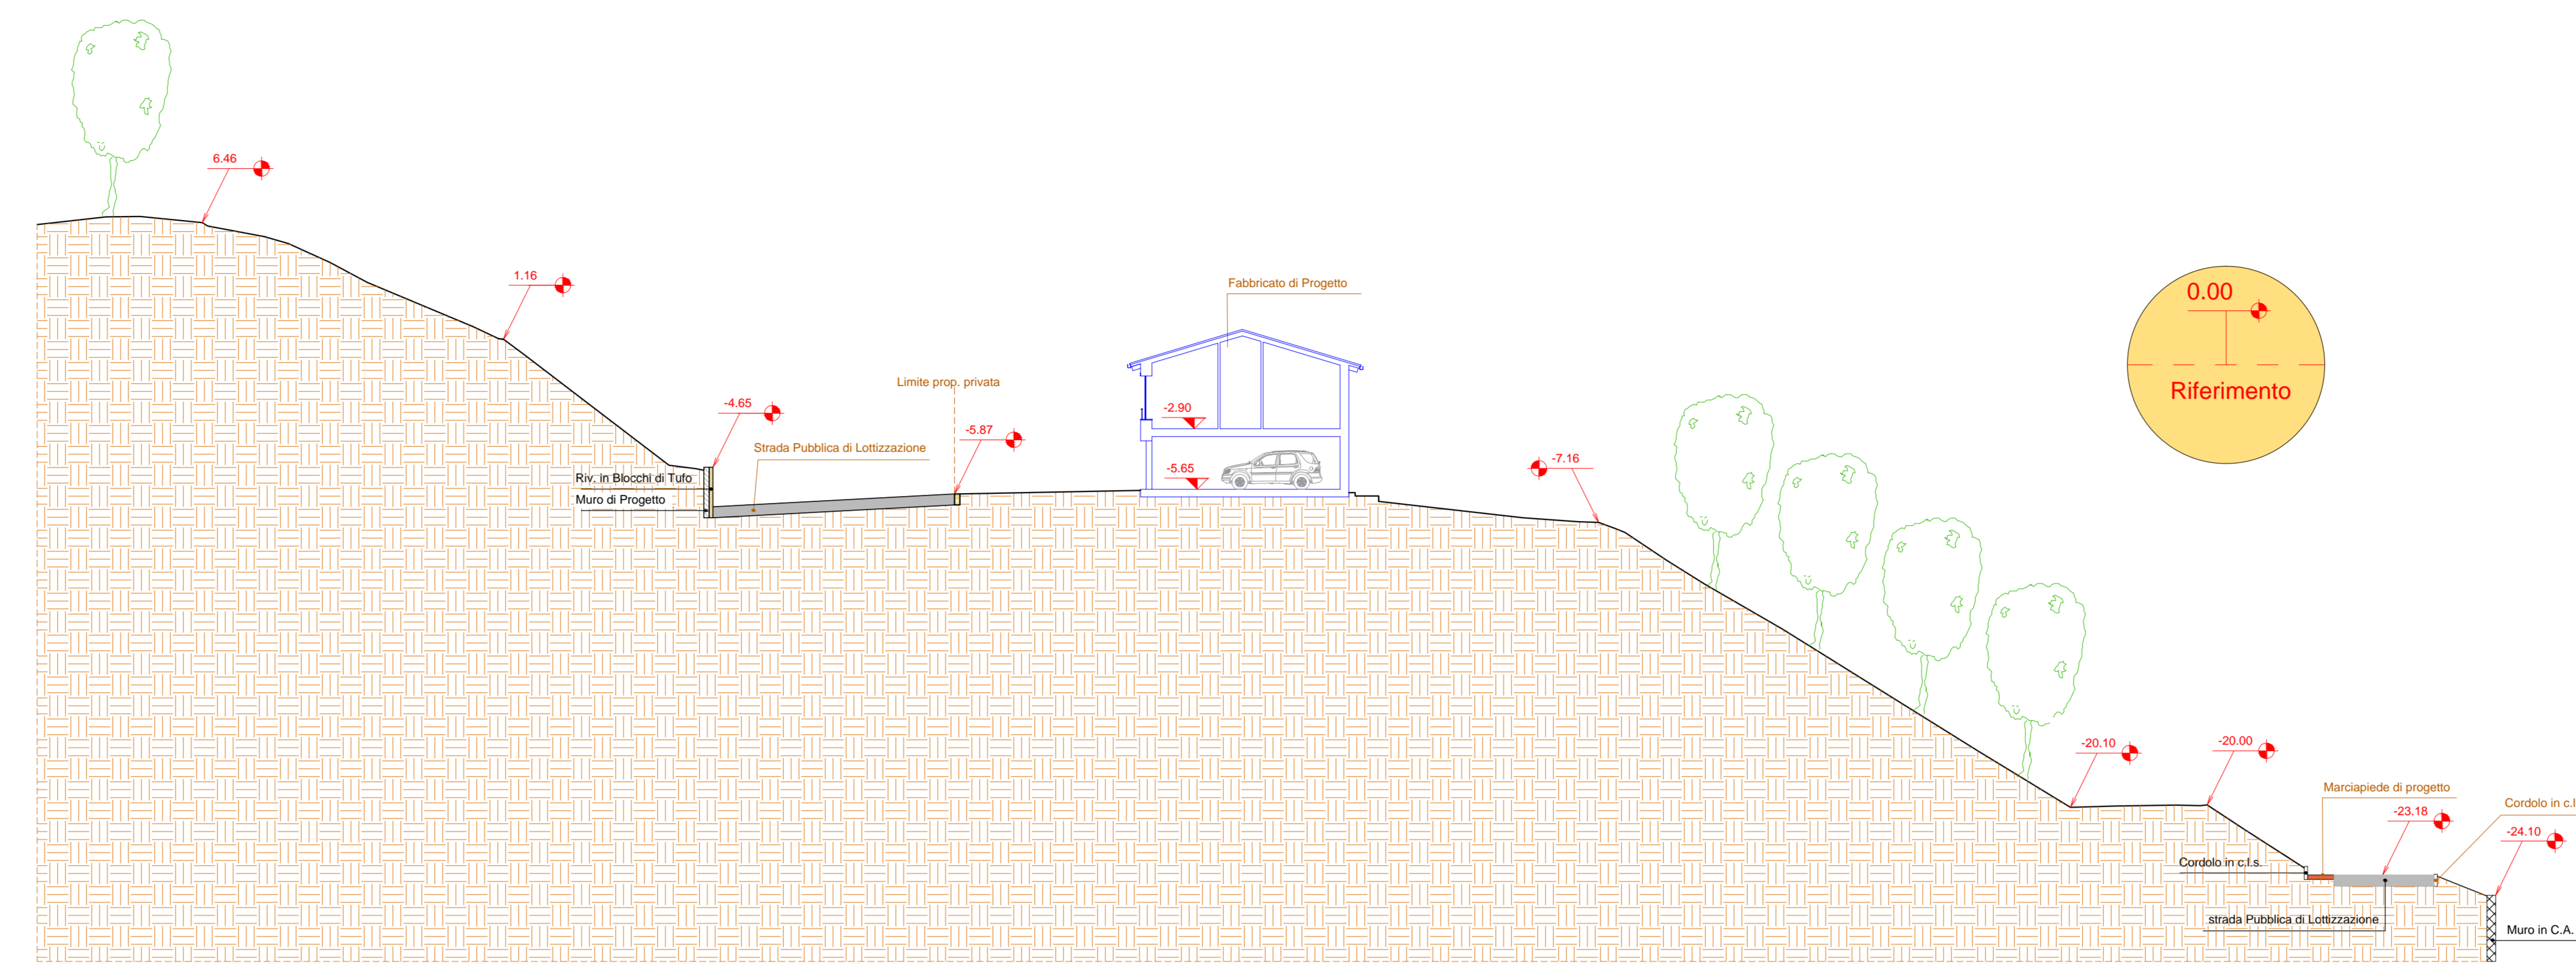 6.46
1.16
Fabbricato di Progetto
0.00
Riferimento
Limite prop. privata
-4.65
-5.87
-2.90
Strada Pubblica di Lottizzazione
-5.65
-7.16
Riv. in Blocchi di Tufo
Muro di Progetto
-20.10
-20.00
Marciapiede di progetto
Cordolo in c.l
-23.18
-24.10
Cordolo in c.l.s.
strada Pubblica di Lottizzazione
Muro in C.A.